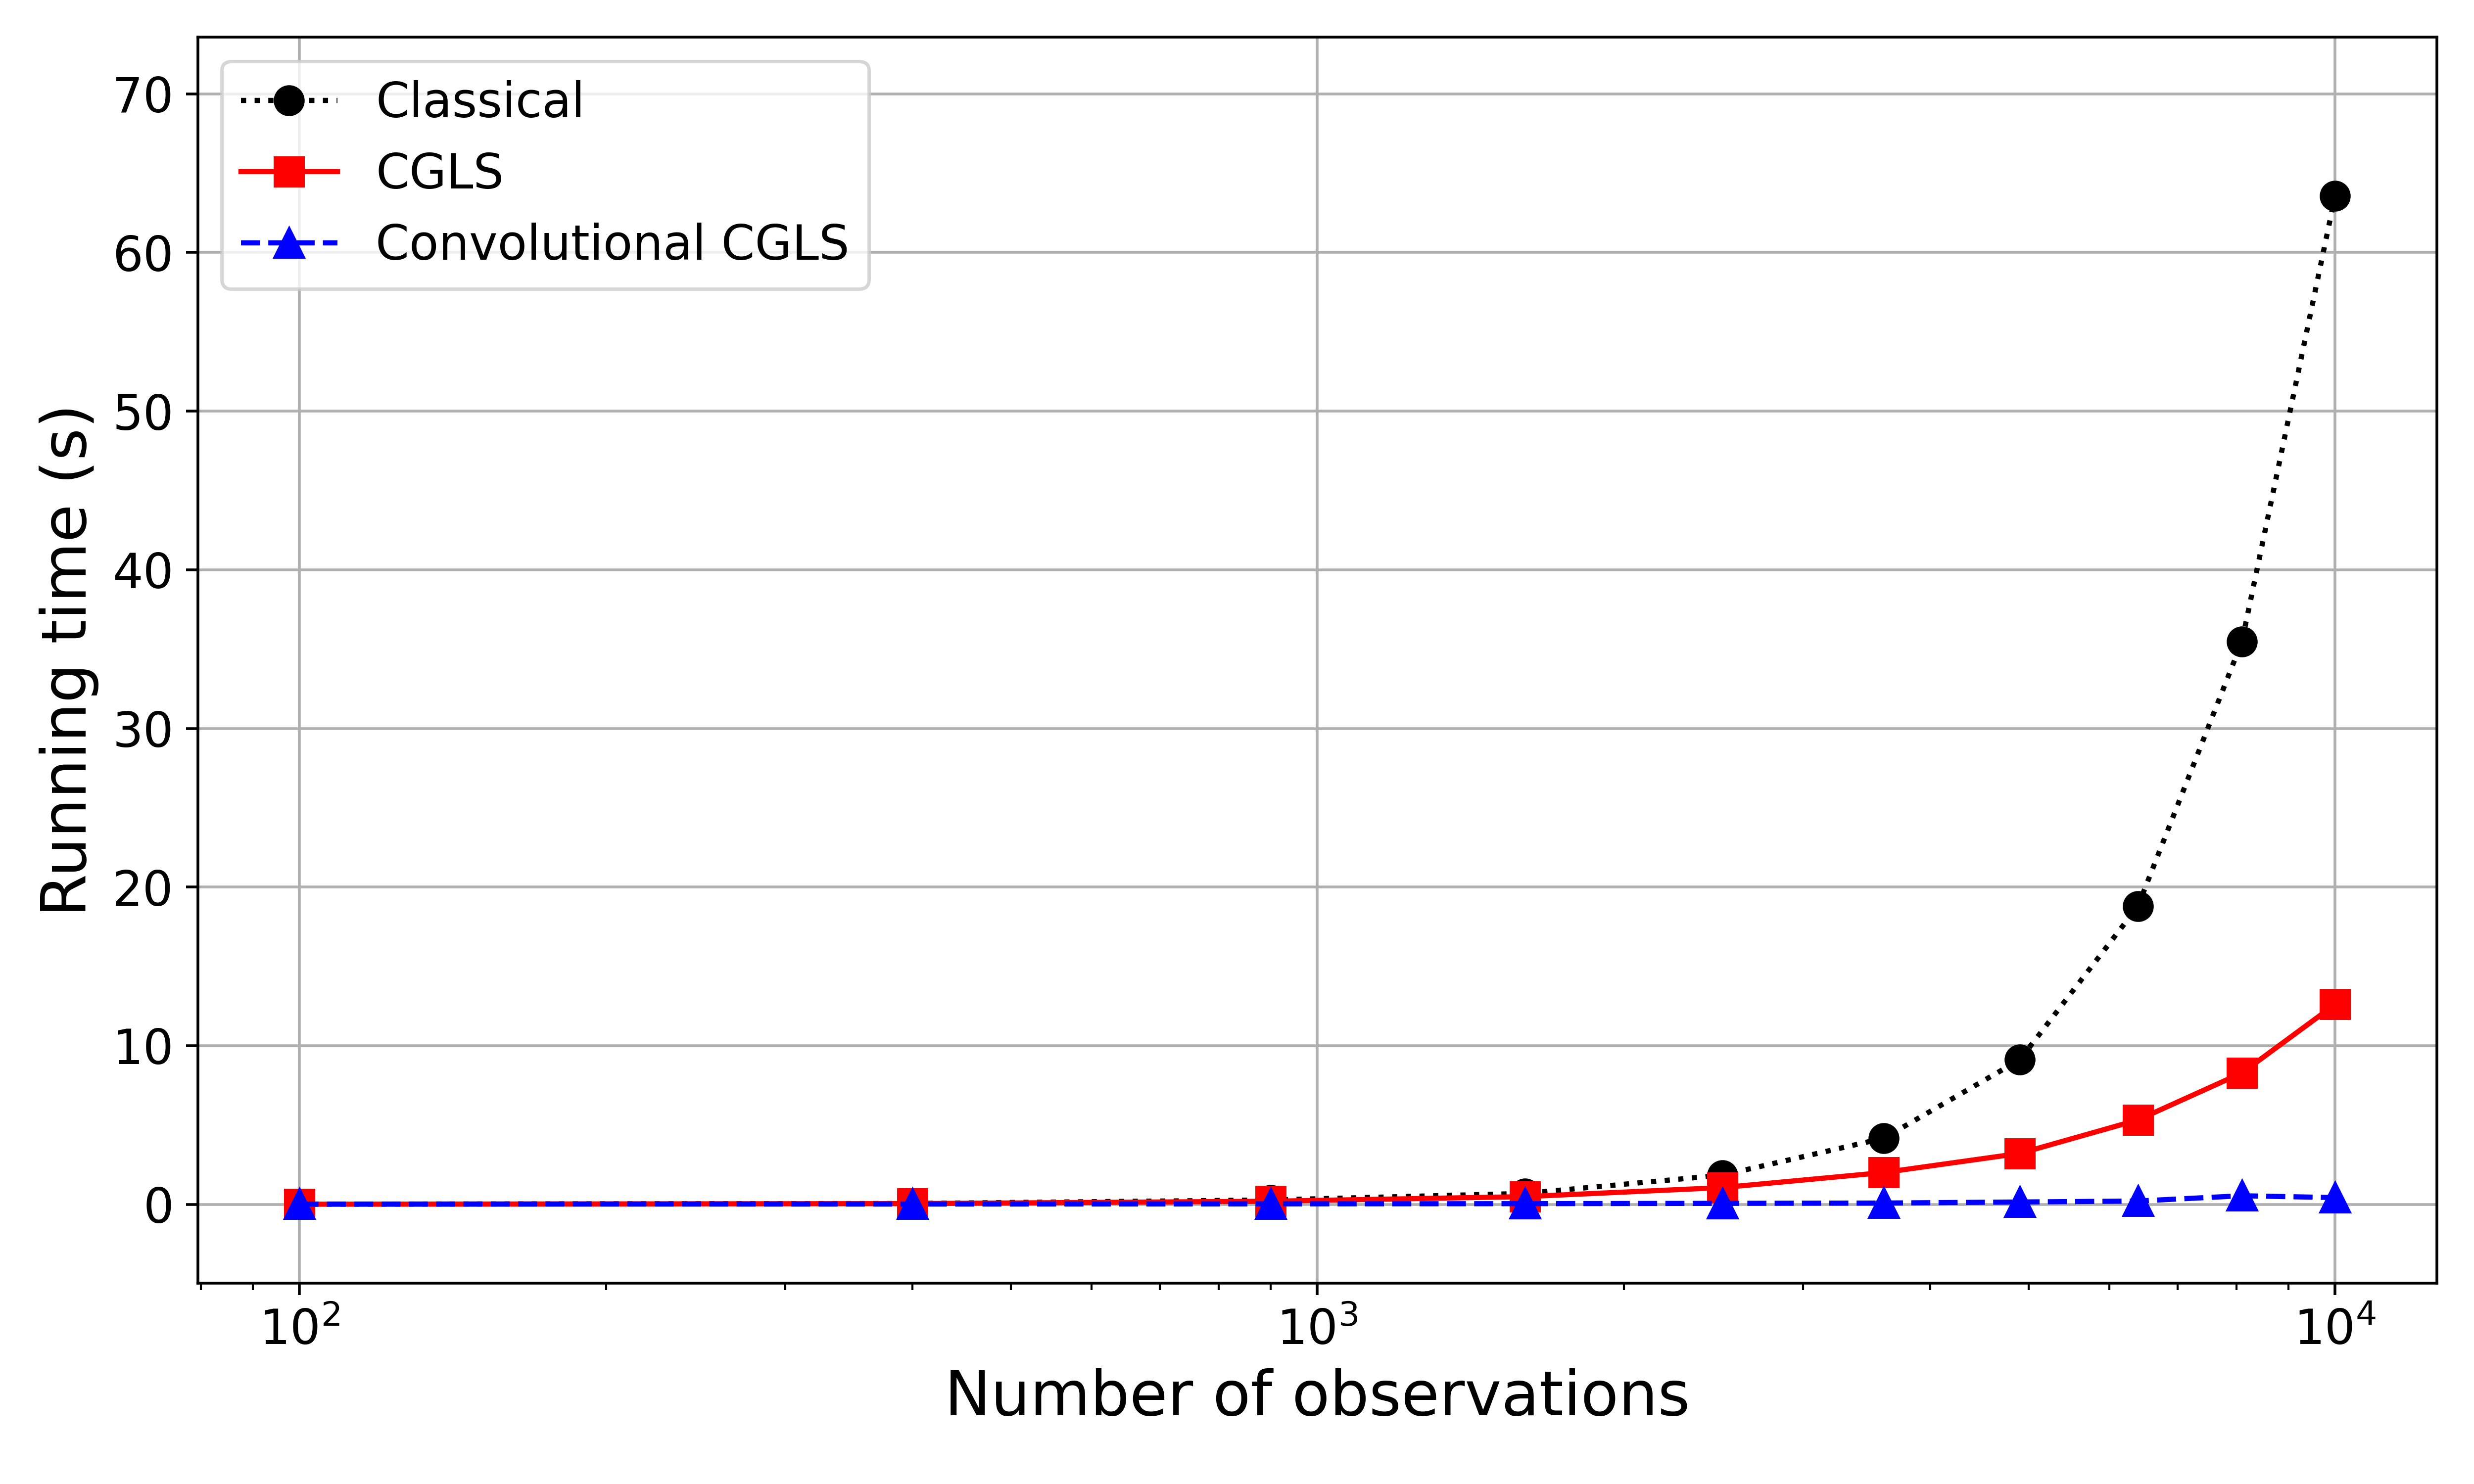 Classical
CGLS
Convolutional CGLS
Running time (s)
70
60
50
40
30
20
10
0
10²
10³
10⁴
Number of observations